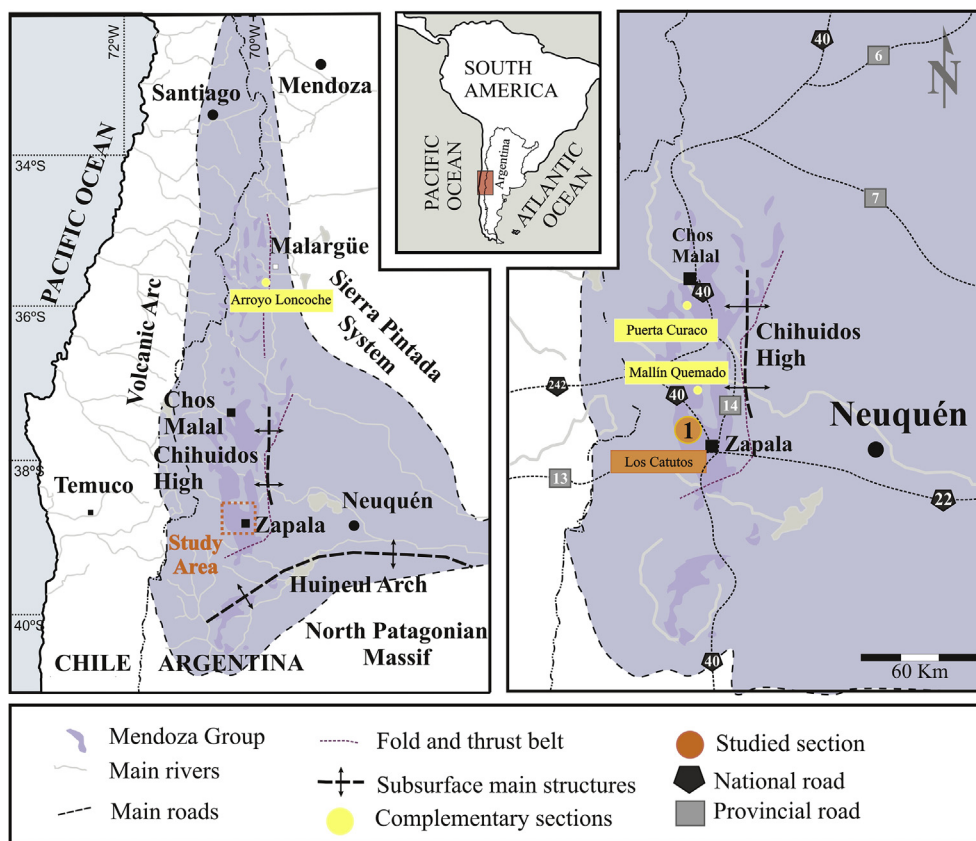 72°W
70°W
Santiago
Mendoza
34°S
PACIFIC OCEAN
Malargüe
Arroyo Loncoche
36°S
Volcanic Arc
Sierra Pintada
System
Chos
Malal
Chihuidos
High
38°S
Temuco
Neuquén
Zapala
Study
Area
Huineul Arch
40°S
North Patagonian
Massif
CHILE
ARGENTINA
SOUTH
AMERICA
PACIFIC
OCEAN
Argentina
ATLANTIC
OCEAN
40
6
N
7
Chos
Malal
40
Puerta Curaco
Chihuidos
High
Mallín Quemado
242
40
14
1
Neuquén
Zapala
Los Catutos
13
22
40
60 Km
Mendoza Group
Main rivers
Main roads
Fold and thrust belt
Subsurface main structures
Complementary sections
Studied section
National road
Provincial road